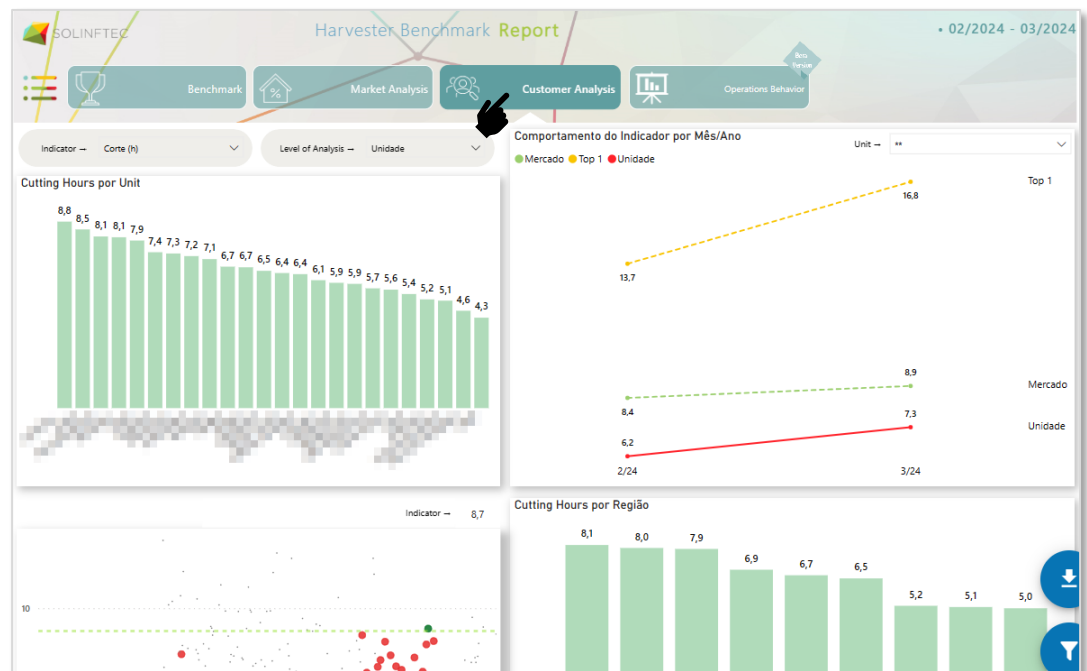 SOLINFTEC
Harvester Benchmark Report
• 02/2024 - 03/2024
Benchmark
%
Market Analysis
Customer Analysis
Operations Behavior
Beta
Version
Indicator → Corte (h)
Level of Analysis → Unidade
Cutting Hours por Unit
8,8
8,5
8,1
8,1
7,9
7,4
7,3
7,2
7,1
6,7
6,7
6,5
6,4
6,4
6,1
5,9
5,9
5,7
5,6
5,4
5,2
5,1
4,6
4,3
Comportamento do Indicador por Mês/Ano
Unit → **
Mercado Top 1 Unidade
Top 1
16,8
13,7
8,9
Mercado
8,4
7,3
Unidade
6,2
2/24
3/24
Indicator → 8,7
10
Cutting Hours por Região
8,1
8,0
7,9
6,9
6,7
6,5
5,2
5,1
5,0